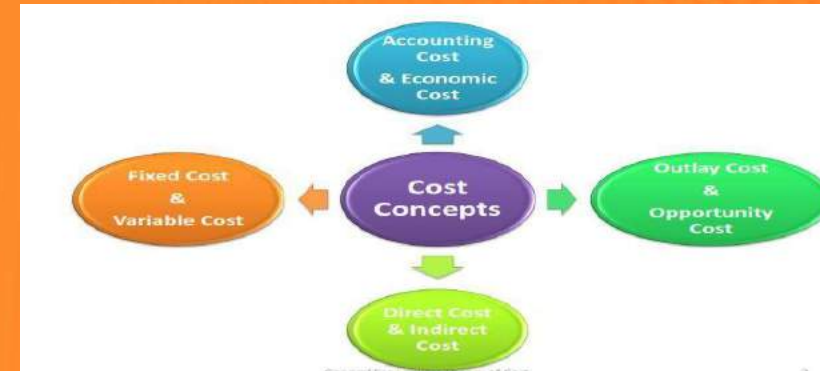 Accounting
Cost
& Economic
Cost
Fixed Cost
&
Variable Cost
Cost
Concepts
Outlay Cost
&
Opportunity
Cost
Direct Cost
& Indirect
Cost